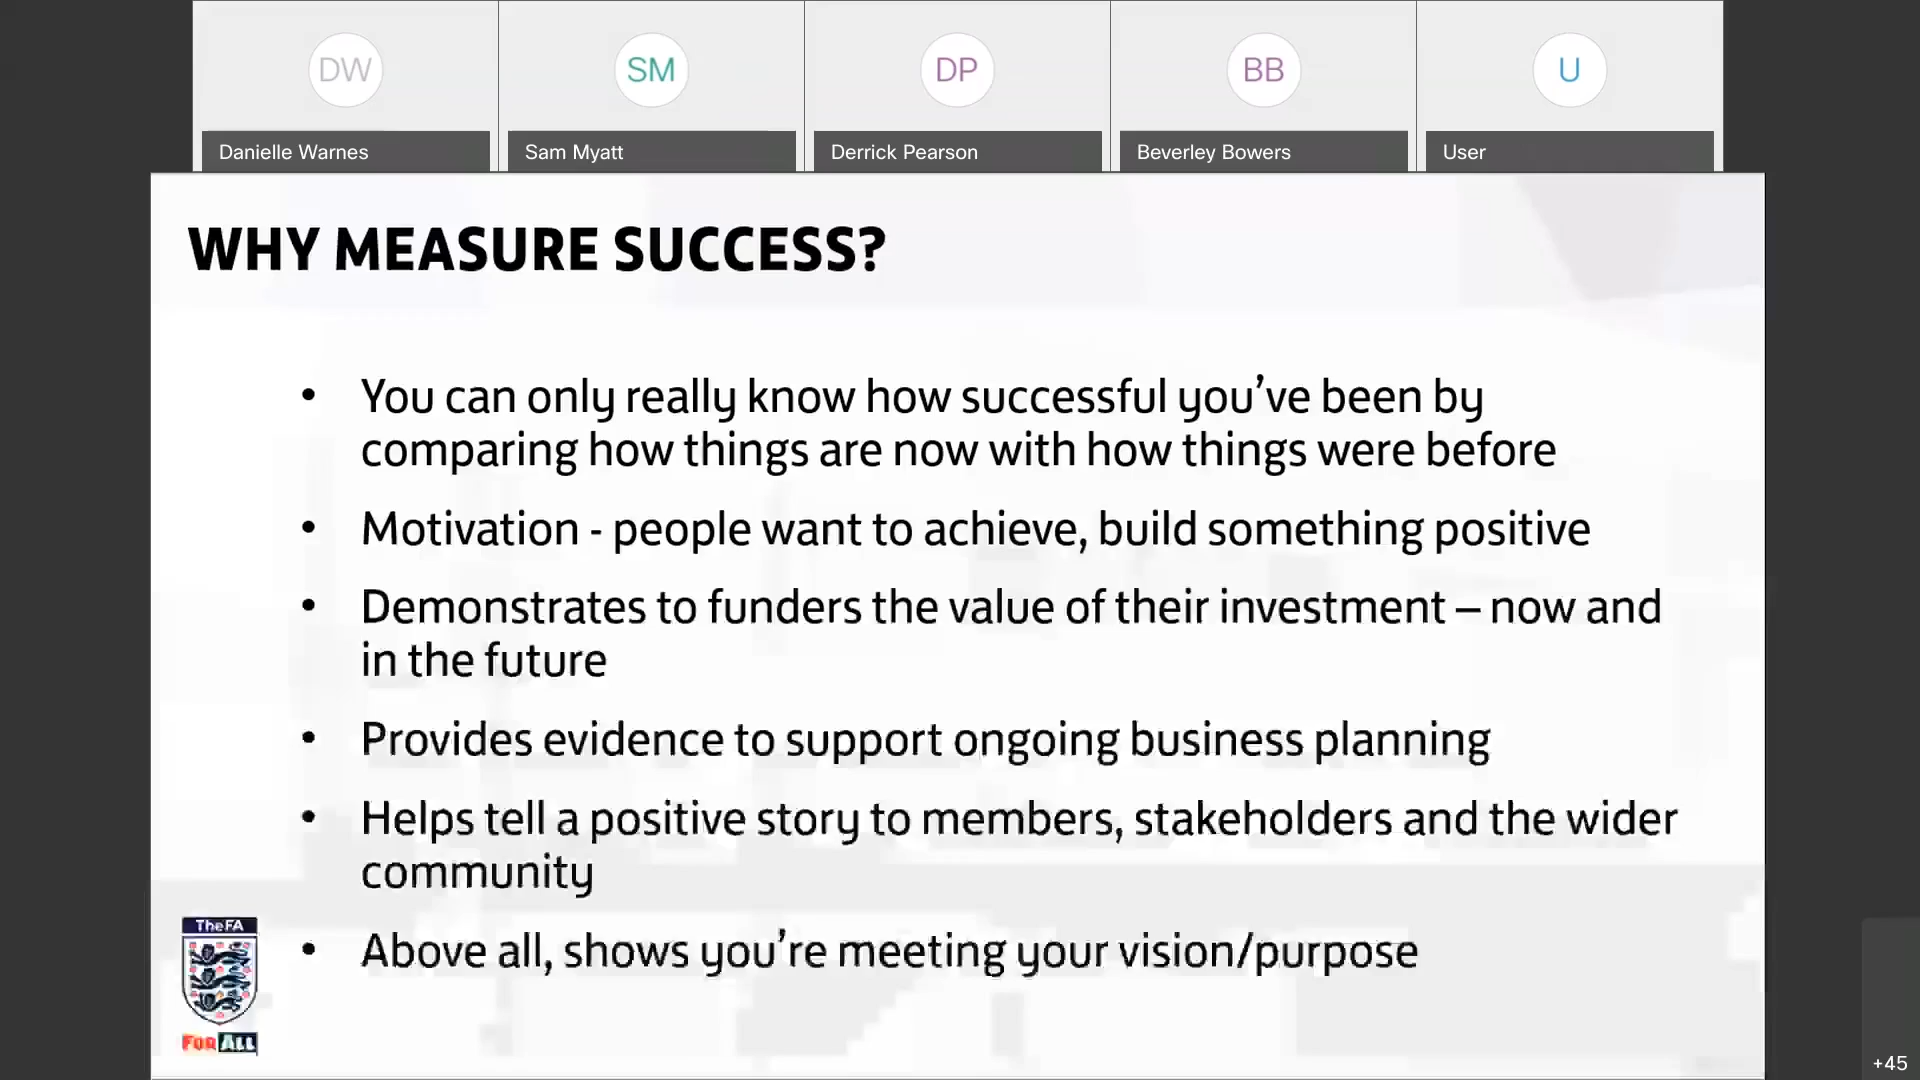 DW
SM
DP
BB
U
Danielle Warnes
Sam Myatt
Derrick Pearson
Beverley Bowers
User
WHY MEASURE SUCCESS?
• You can only really know how successful you've been by
comparing how things are now with how things were before
• Motivation - people want to achieve, build something positive
• Demonstrates to funders the value of their investment – now and
in the future
• Provides evidence to support ongoing business planning
• Helps tell a positive story to members, stakeholders and the wider
community
• Above all, shows you're meeting your vision/purpose
The FA
FOR ALL
+45